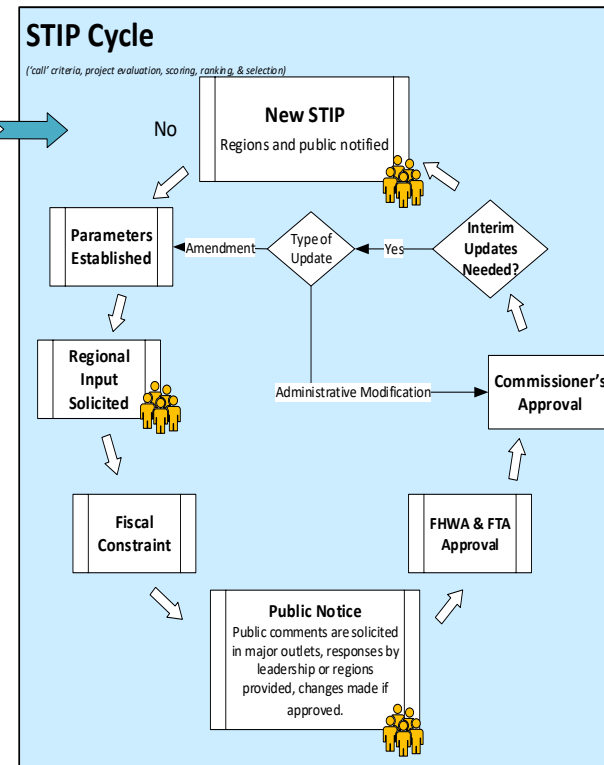 STIP Cycle
('call' criteria, project evaluation, scoring, ranking, & selection)
No
New STIP
Regions and public notified
Parameters
Established
Amendment
Type of
Update
Yes
Interim
Updates
Needed?
Regional
Input
Solicited
Administrative Modification
Commissioner's
Approval
Fiscal
Constraint
FHWA & FTA
Approval
Public Notice
Public comments are solicited
in major outlets, responses by
leadership or regions
provided, changes made if
approved.